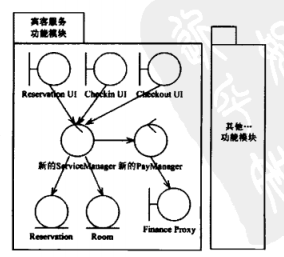 宾客服务
功能模块
Reservation UI Checkin UI Checkout UI
其他…
功能模块
新的ServiceManager 新的PayManager
Reservation Room Finance Proxy